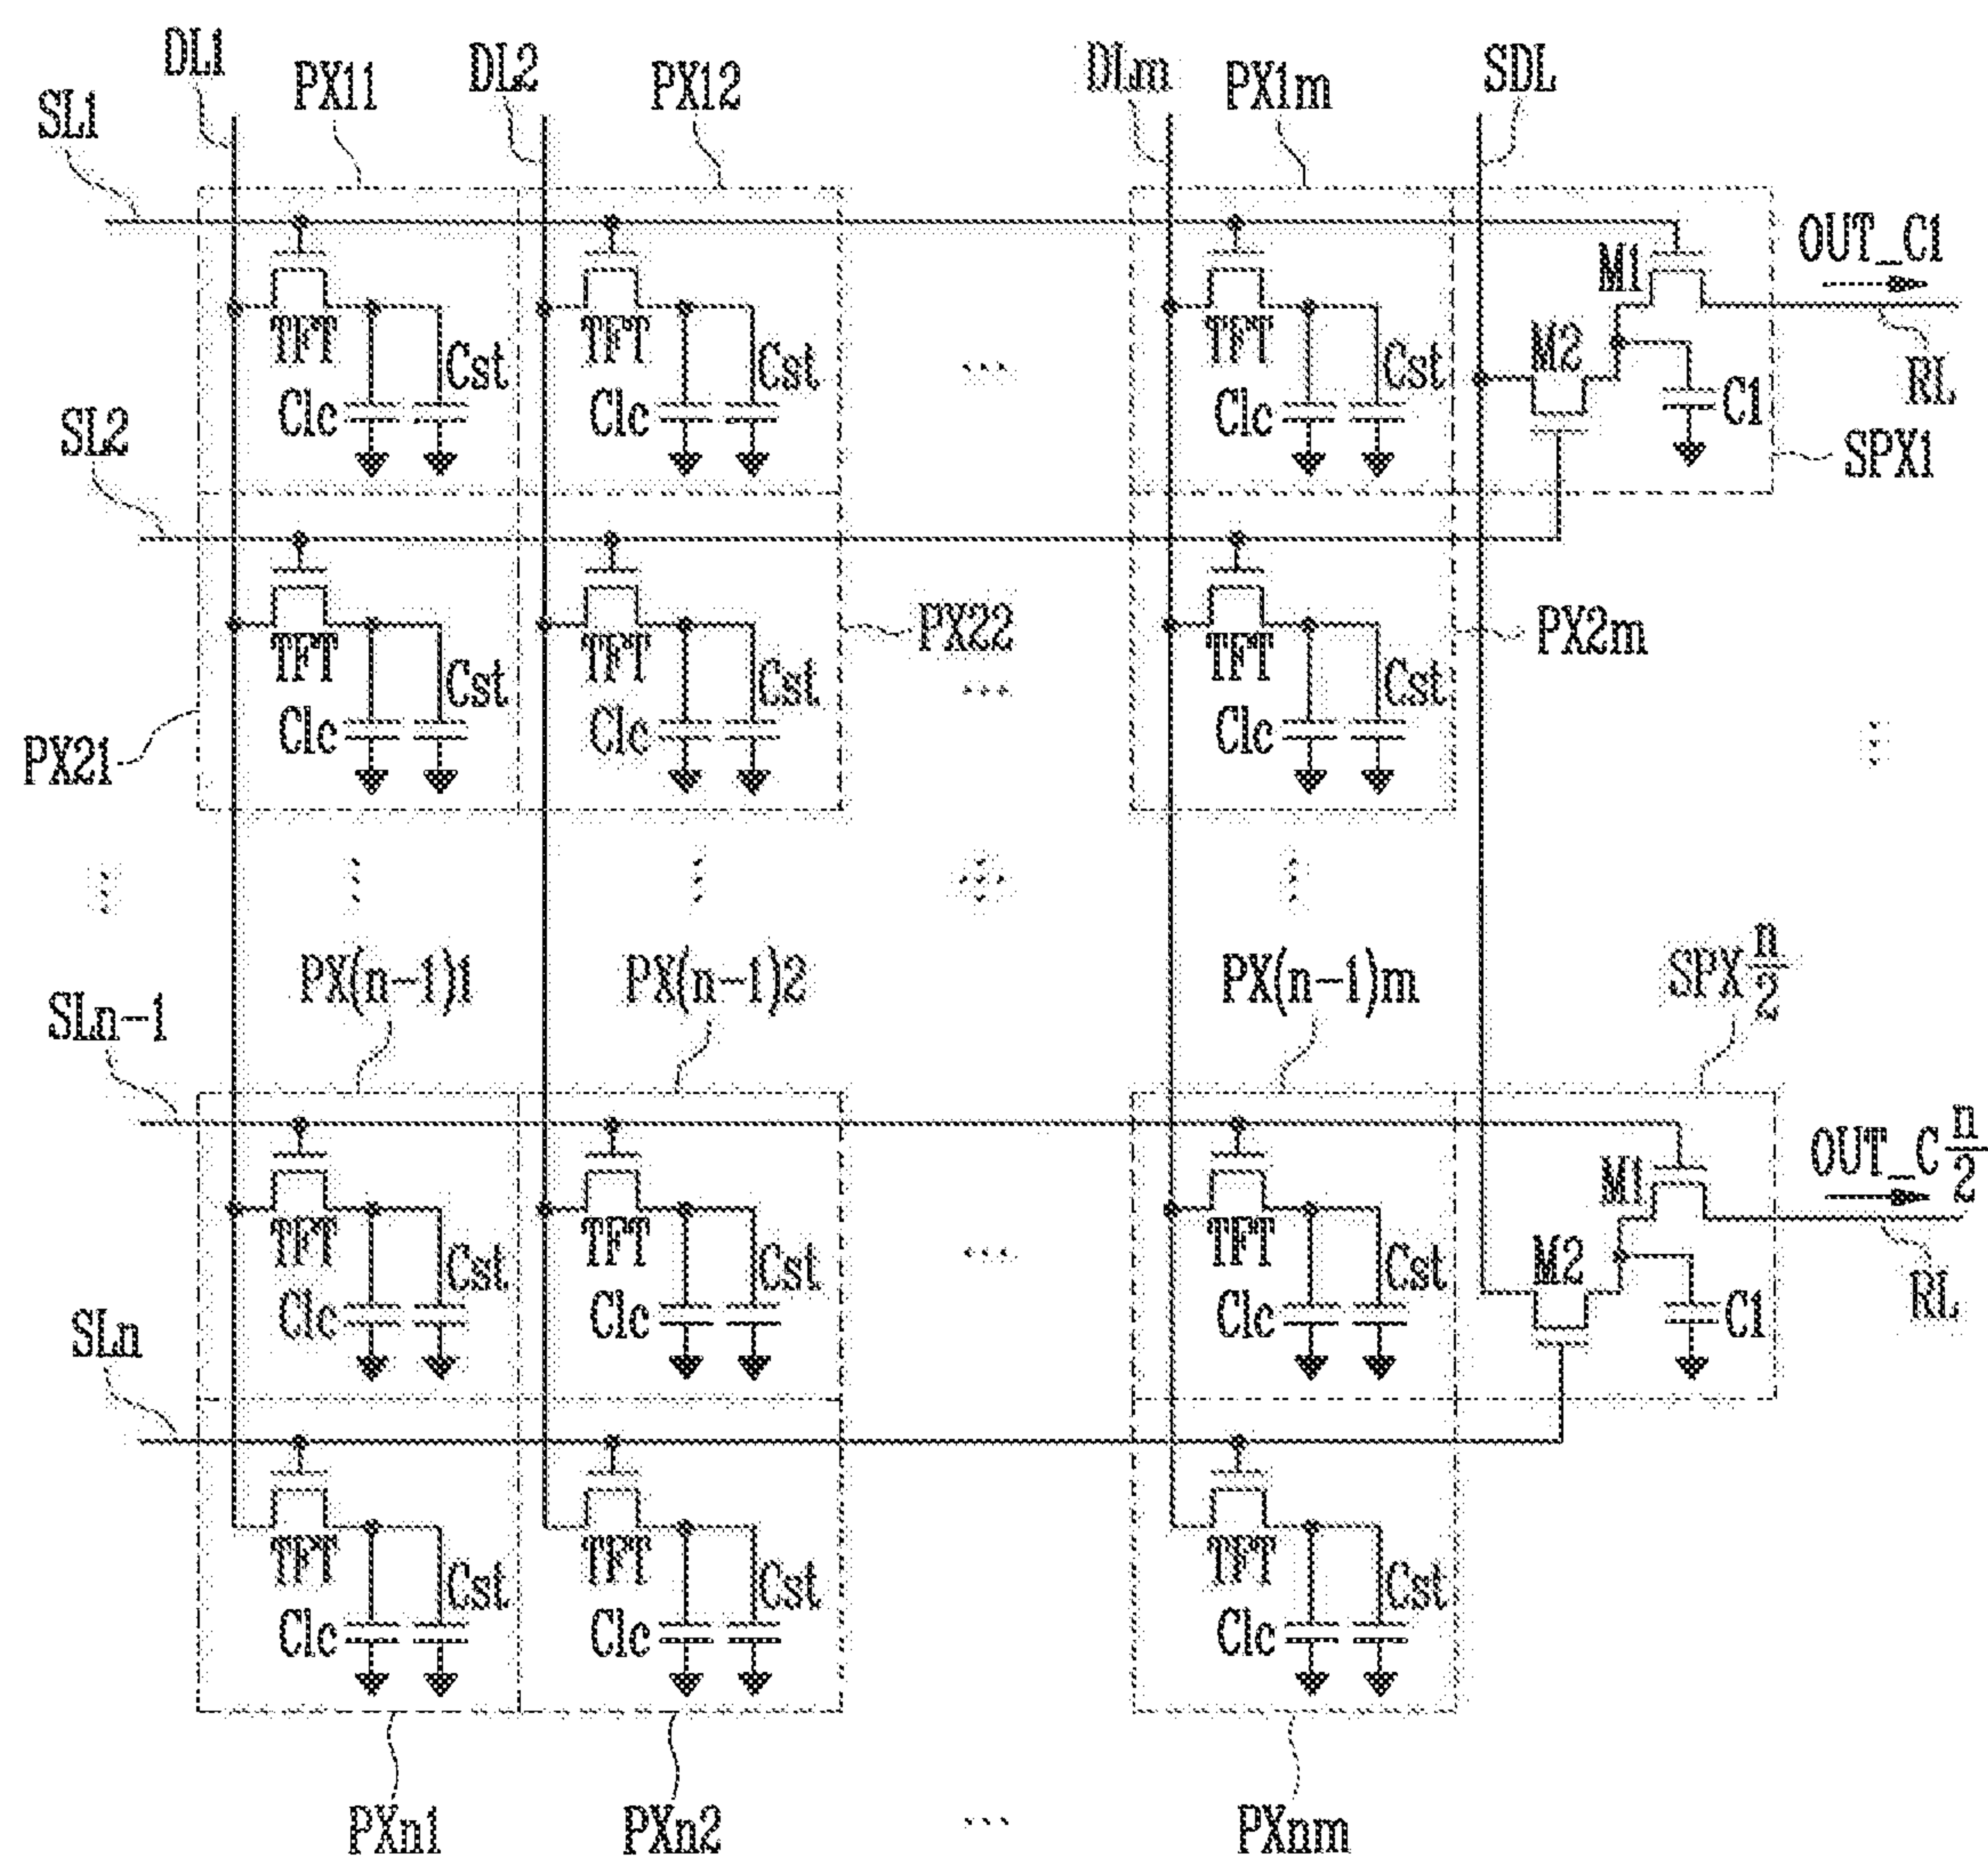 DL1 PX11 DL2 PX12 DLm PX1m SDL
SL1
M1 OUT_C1
TFT TFT TFT M2
Clc Cst Clc Cst ... Clc Cst C1 RL
SL2 SPX1
TFT TFT PX22 TFT PX2m
Clc Cst Clc Cst ... Clc Cst
PX21
PX(n-1)1 PX(n-1)2 PX(n-1)m SPX n/2
SLn-1
M1 OUT_C n/2
TFT TFT TFT M2
Clc Cst Clc Cst ... Clc Cst C1 RL
SLn
TFT TFT TFT
Clc Cst Clc Cst Clc Cst
PXn1 PXn2 ... PXnm